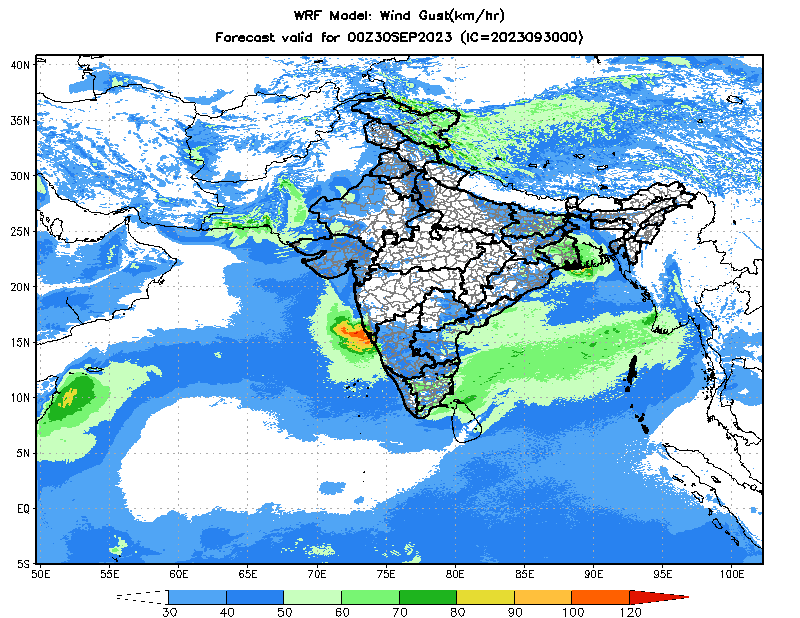 WRF Model: Wind Gust(km/hr)
Forecast valid for 00Z30SEP2023 (IC=2023093000)
40N
35N
30N
25N
20N
15N
10N
5N
EQ
5S
50E 55E 60E 65E 70E 75E 80E 85E 90E 95E 100E
30 40 50 60 70 80 90 100 120